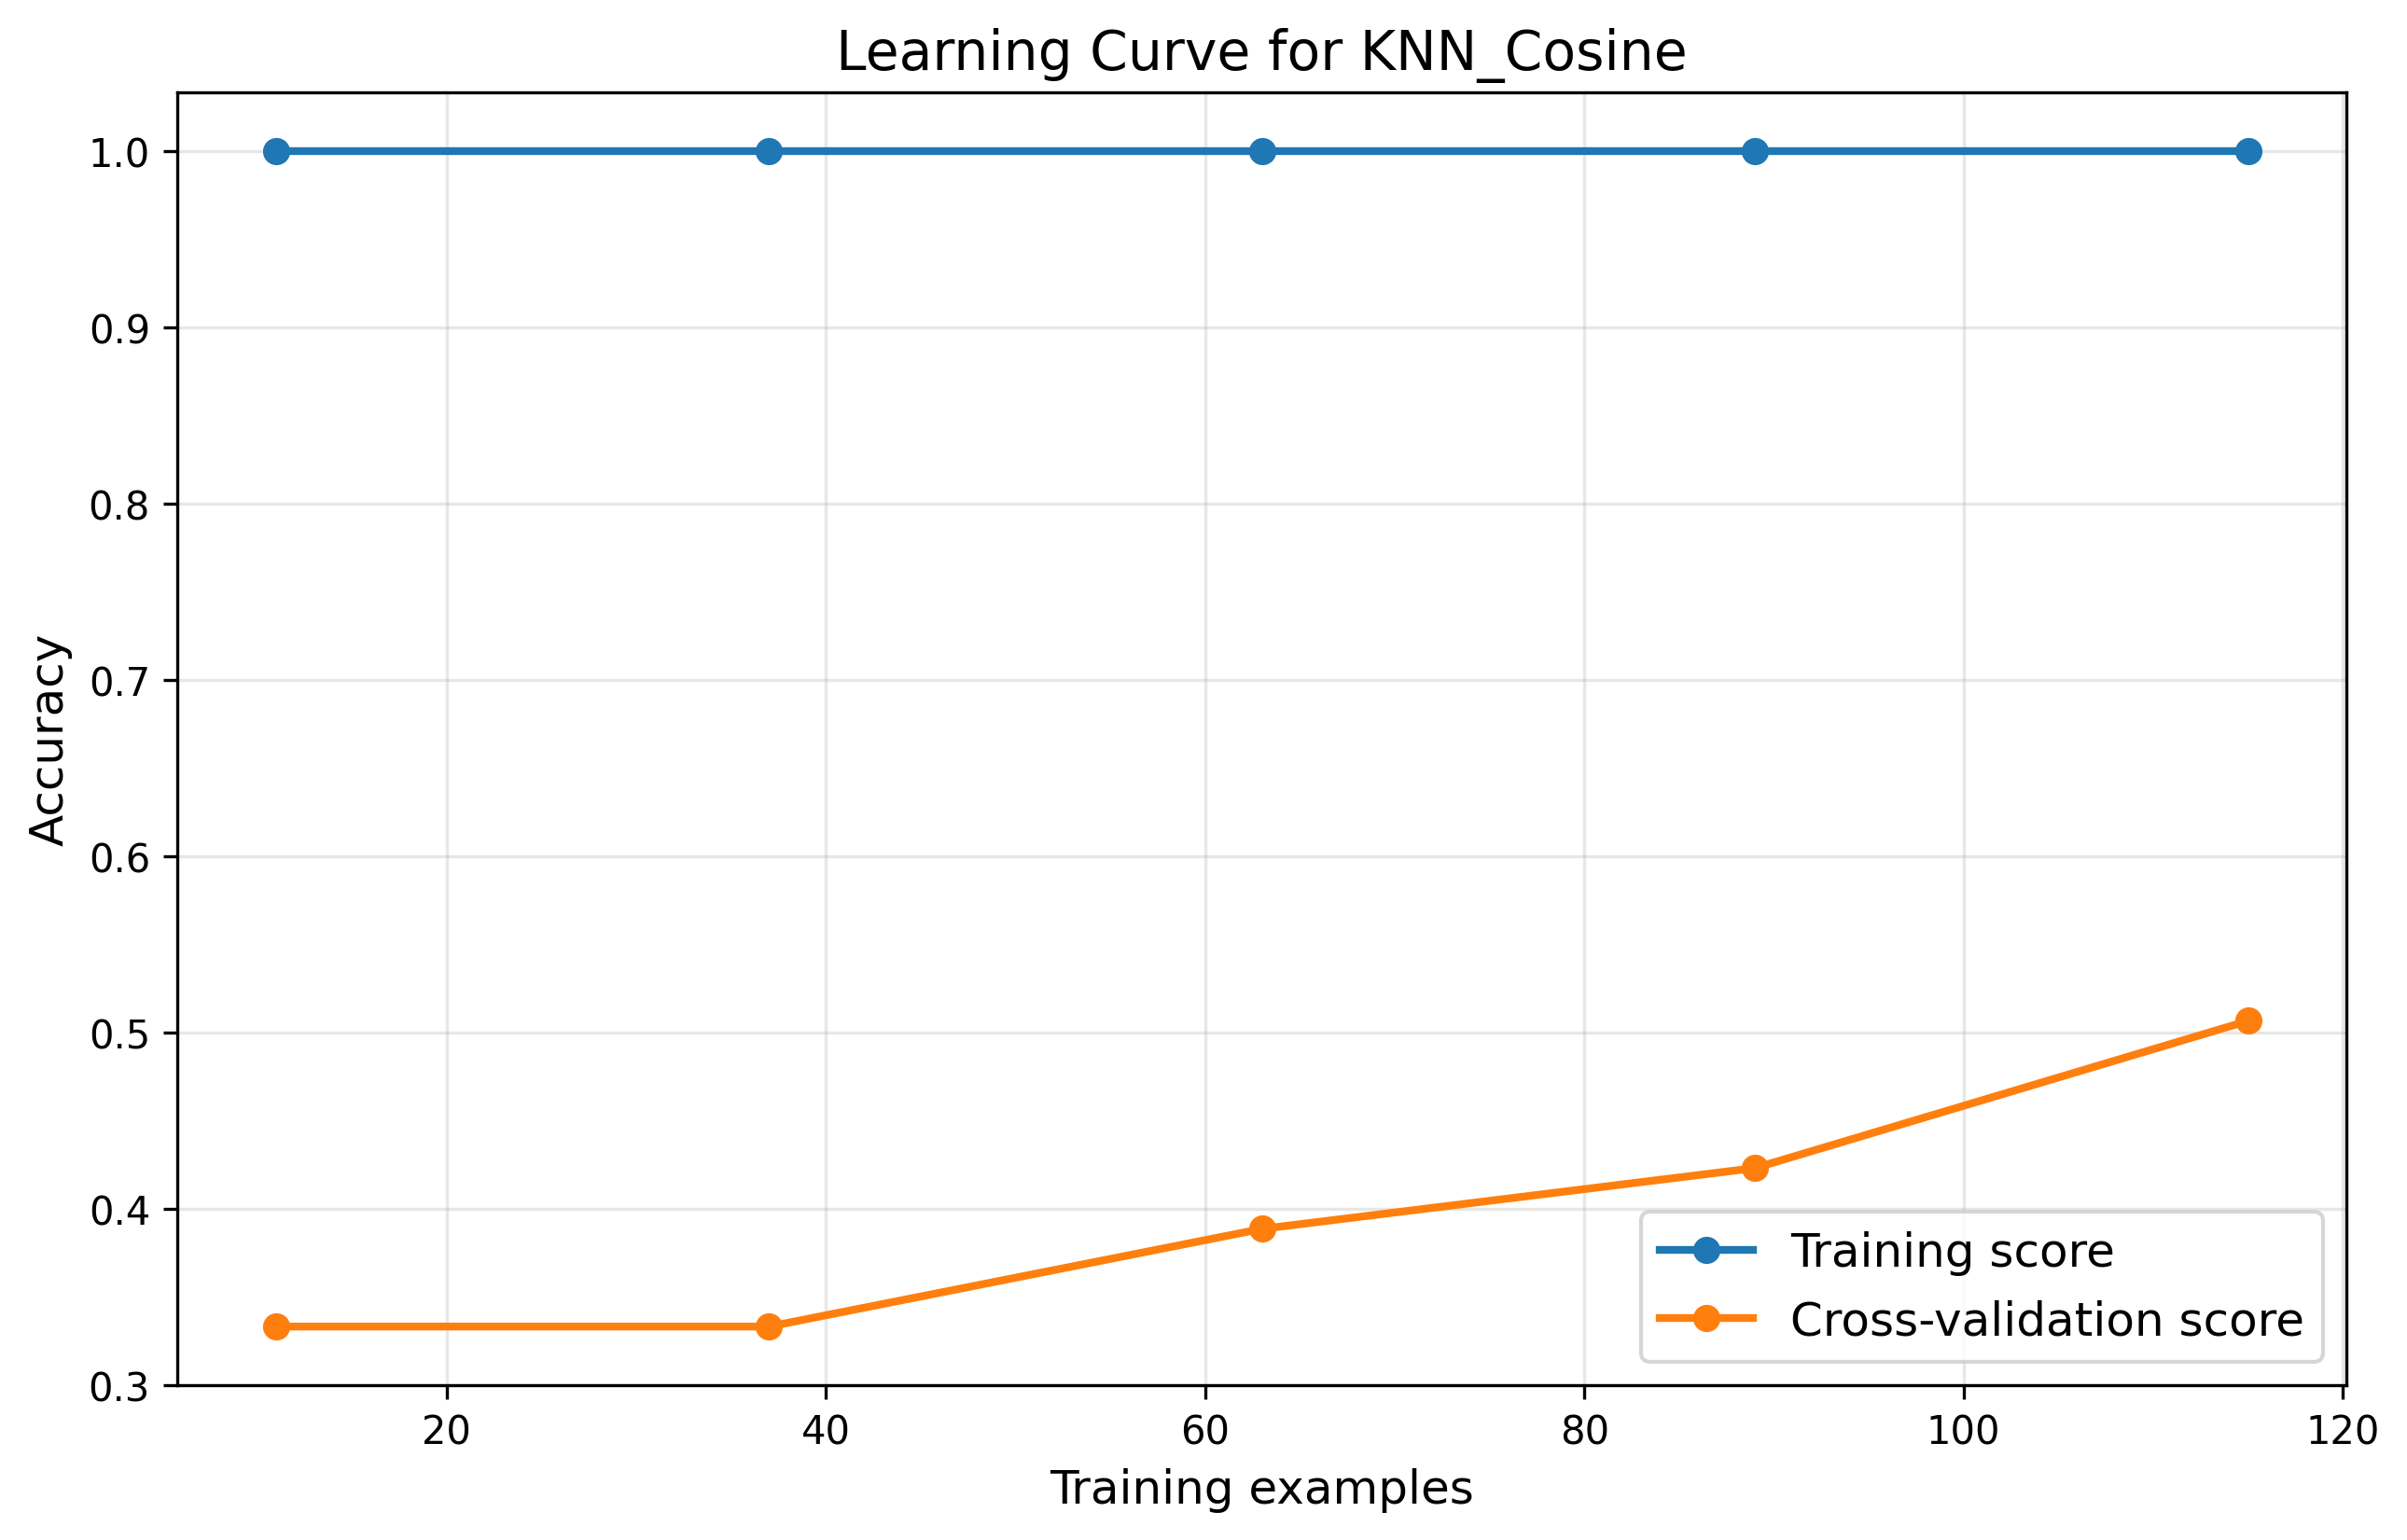 Learning Curve for KNN_Cosine
1.0
0.9
0.8
0.7
0.6
0.5
0.4
0.3
Accuracy
Training score
Cross-validation score
20 40 60 80 100 120
Training examples